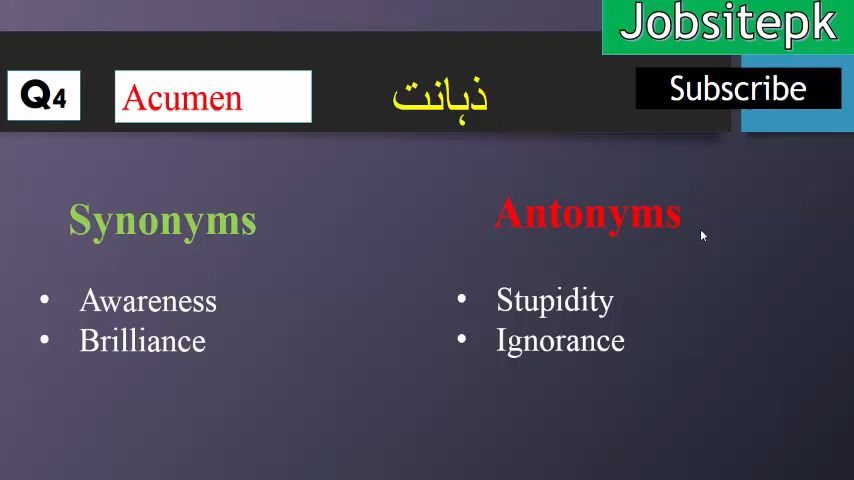 Jobsitepk
Q4
Acumen
ذہانت
Subscribe
Synonyms
Antonyms
• Awareness
• Brilliance
• Stupidity
• Ignorance